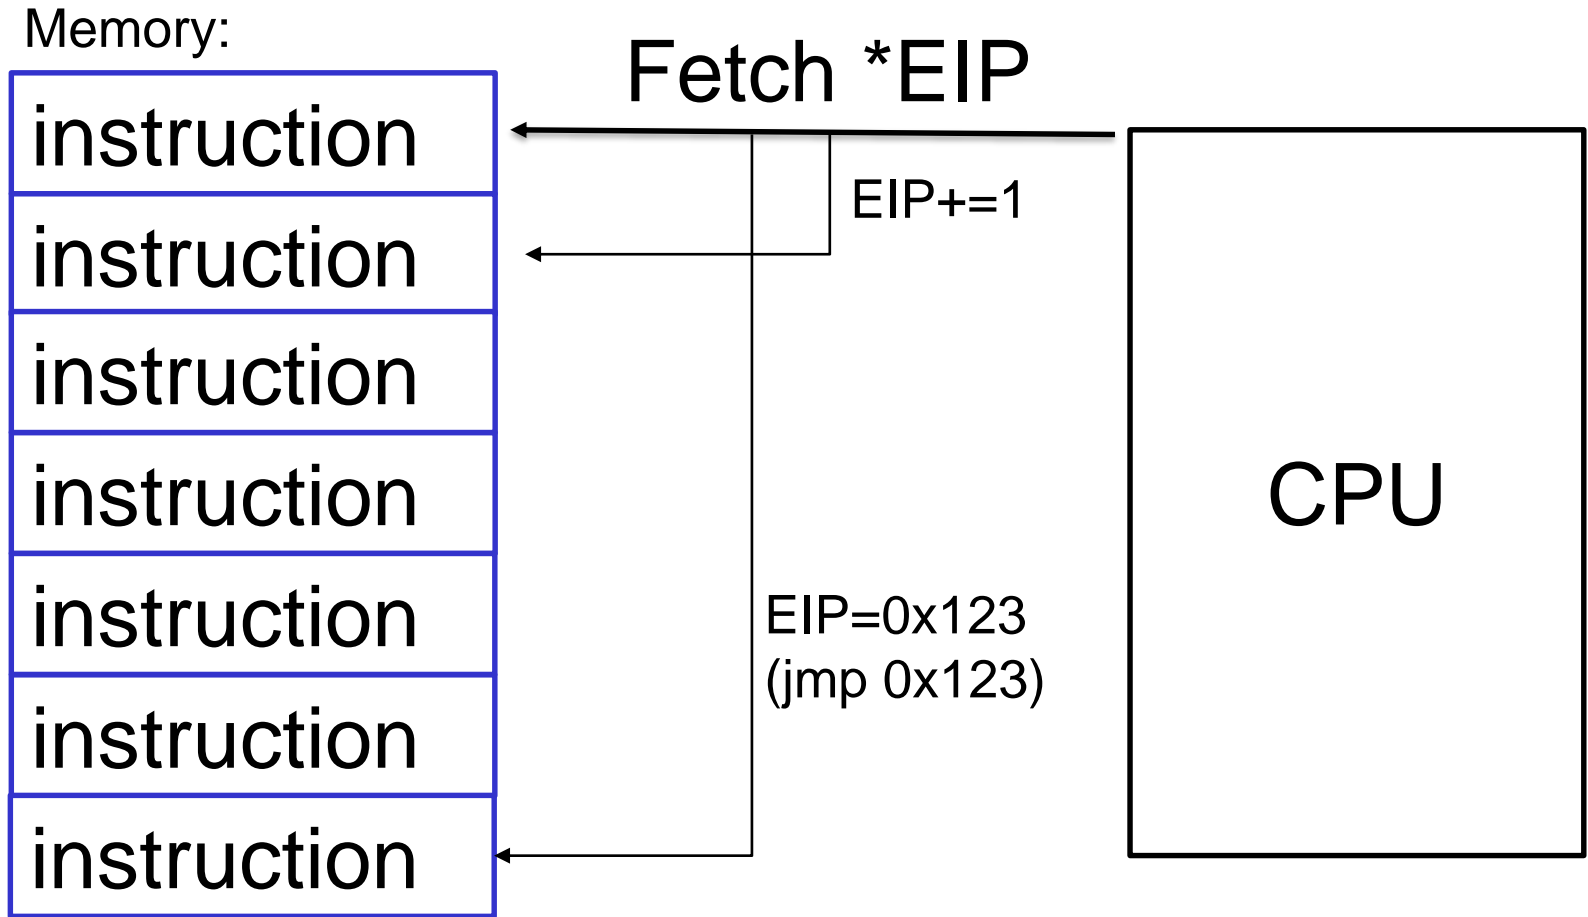 Memory:
Fetch *EIP
instruction
EIP+=1
instruction
instruction
instruction
CPU
instruction
EIP=0x123
(jmp 0x123)
instruction
instruction